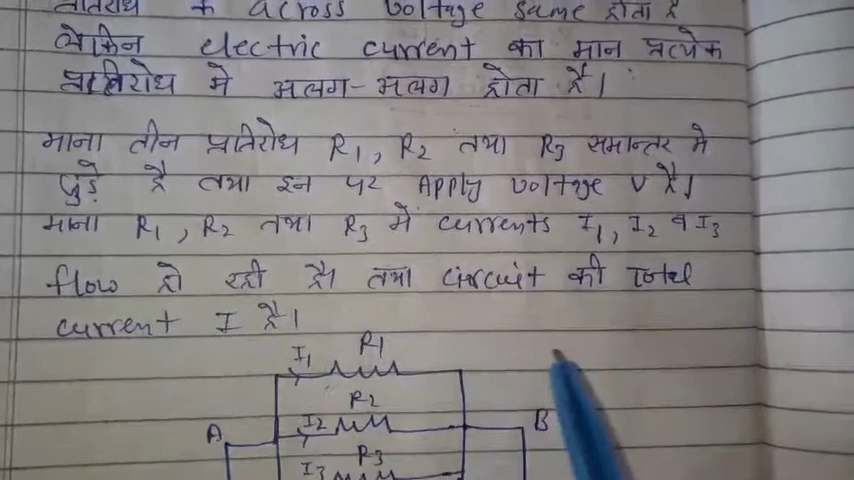 प्रतिरोध के across voltage same होता है
लेकिन electric current का मान प्रत्येक
प्रतिरोध मे अलग-अलग होता है।
माना तीन प्रतिरोध R1, R2 तथा R3 समान्तर मे
जुड़े है तथा इन पर Apply voltage V है।
माना R1, R2 तथा R3 में currents I1, I2 व I3
flow हो रही है। तथा circuit की Total
current I है।
I1 R1
R2
A I2 B
R3
I3